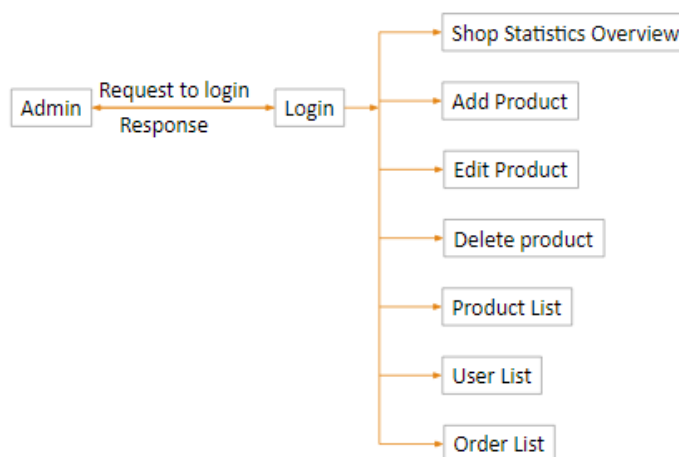 Shop Statistics Overview
Request to login
Admin
Login
Add Product
Response
Edit Product
Delete product
Product List
User List
Order List